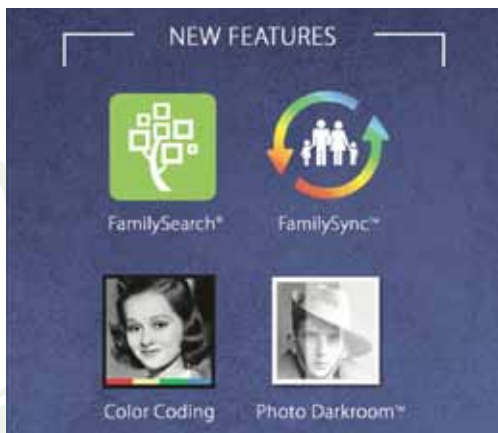 NEW FEATURES
FamilySearch® FamilySync™
Color Coding Photo Darkroom™